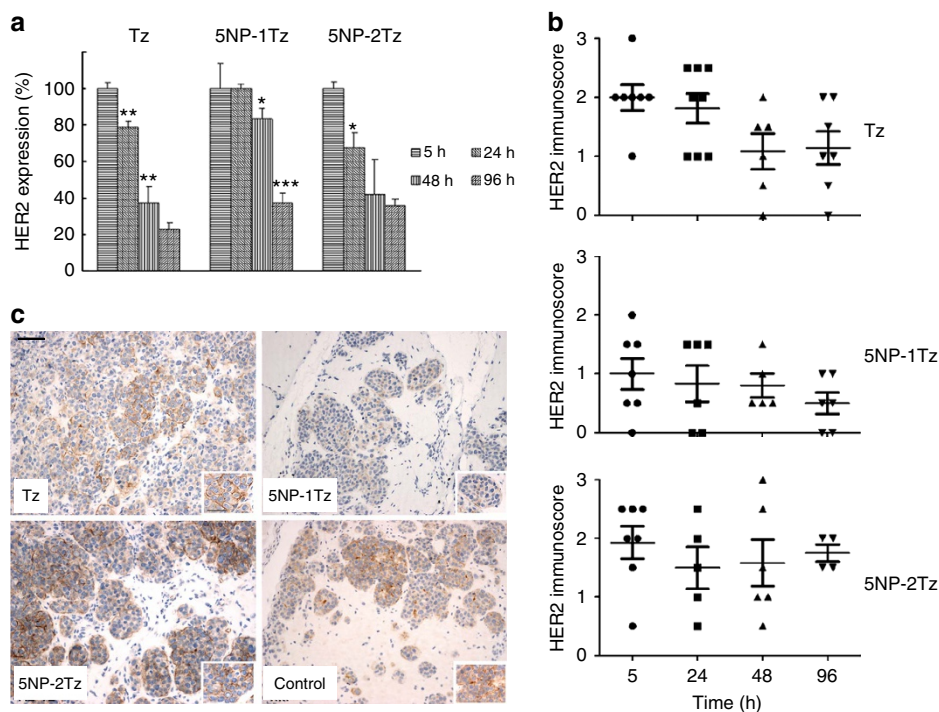 a
Tz 5NP-1Tz 5NP-2Tz
HER2 expression (%)
100
80
60
40
20
0
** ** * *** *
5 h 24 h
48 h 96 h
b
HER2 immunoscore
3
2
1
0
Tz
HER2 immunoscore
3
2
1
0
5NP-1Tz
HER2 immunoscore
3
2
1
0
5NP-2Tz
5 24 48 96
Time (h)
c
Tz
5NP-1Tz
5NP-2Tz
Control